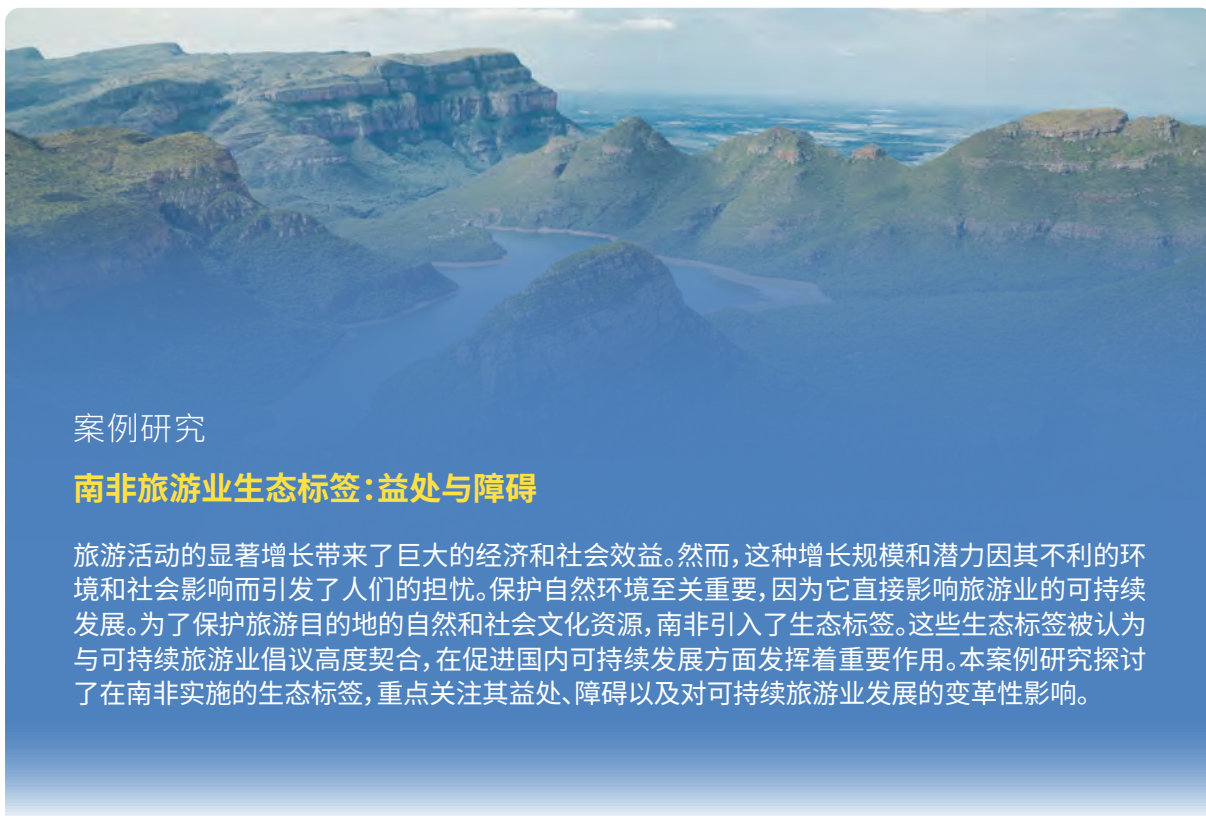 案例研究
南非旅游业生态标签：益处与障碍
旅游活动的显著增长带来了巨大的经济和社会效益。然而，这种增长规模和潜力因其不利的环
境和社会影响而引发了人们的担忧。保护自然环境至关重要，因为它直接影响旅游业的可持续
发展。为了保护旅游目的地的自然和社会文化资源，南非引入了生态标签。这些生态标签被认为
与可持续旅游业倡议高度契合，在促进国内可持续发展方面发挥着重要作用。本案例研究探讨
了在南非实施的生态标签，重点关注其益处、障碍以及对可持续旅游业发展的变革性影响。